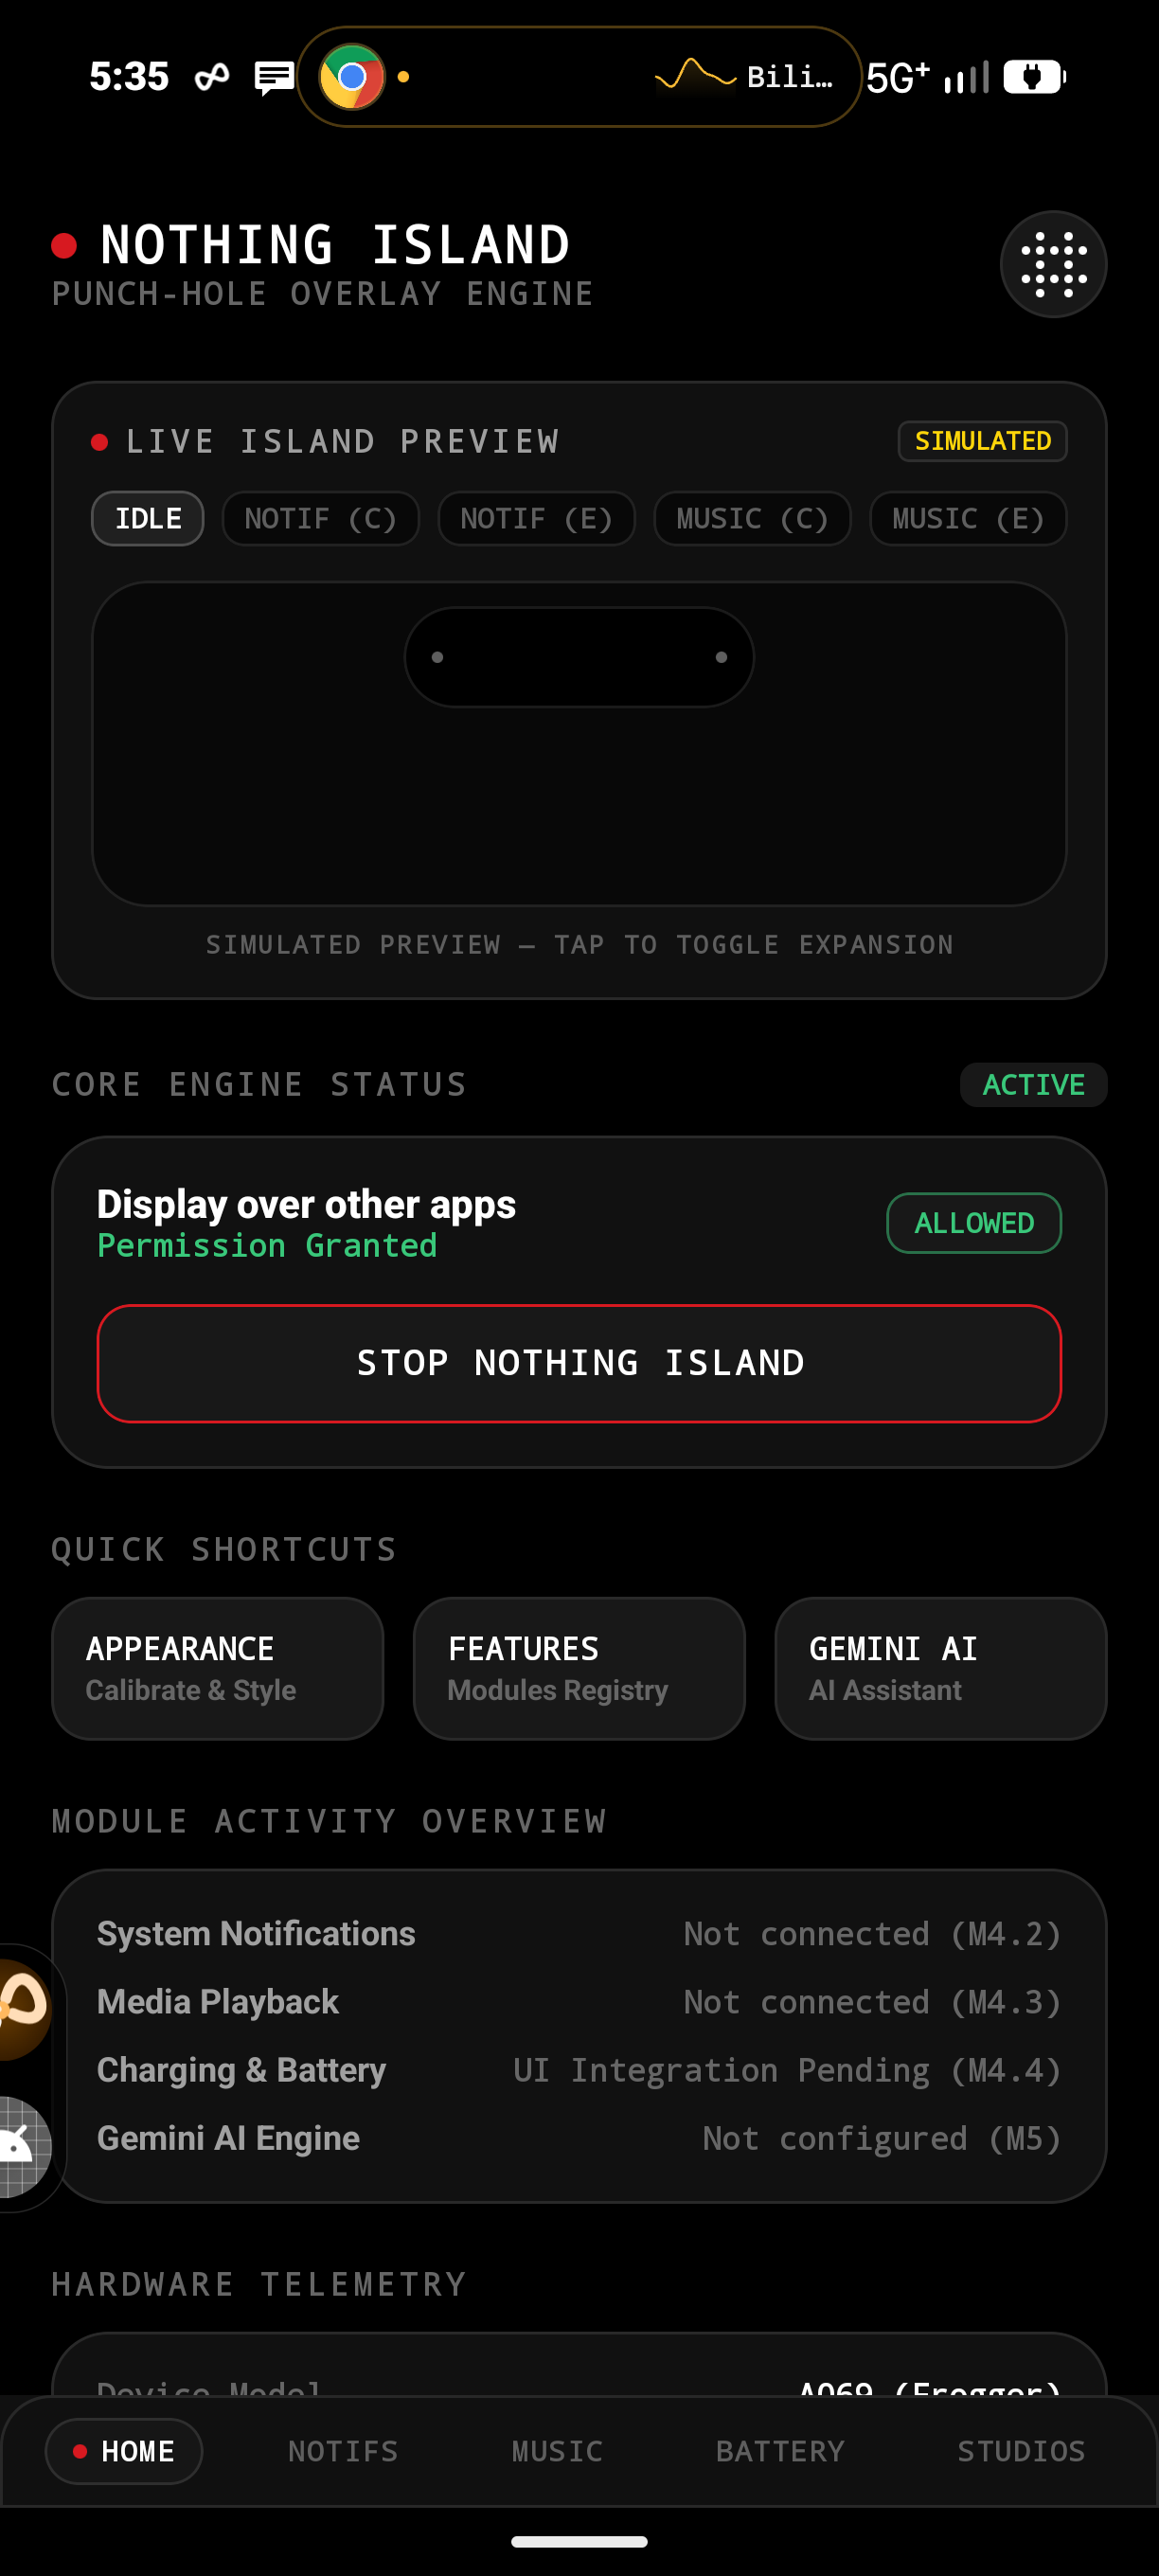 5:35
Bili...
5G+
NOTHING ISLAND
PUNCH-HOLE OVERLAY ENGINE
LIVE ISLAND PREVIEW
SIMULATED
IDLE
NOTIF (C)
NOTIF (E)
MUSIC (C)
MUSIC (E)
SIMULATED PREVIEW — TAP TO TOGGLE EXPANSION
CORE ENGINE STATUS
ACTIVE
Display over other apps
Permission Granted
ALLOWED
STOP NOTHING ISLAND
QUICK SHORTCUTS
APPEARANCE
Calibrate & Style
FEATURES
Modules Registry
GEMINI AI
AI Assistant
MODULE ACTIVITY OVERVIEW
System Notifications
Not connected (M4.2)
Media Playback
Not connected (M4.3)
Charging & Battery
UI Integration Pending (M4.4)
Gemini AI Engine
Not configured (M5)
HARDWARE TELEMETRY
Device Model
A069 (Frogger)
HOME
NOTIFS
MUSIC
BATTERY
STUDIOS